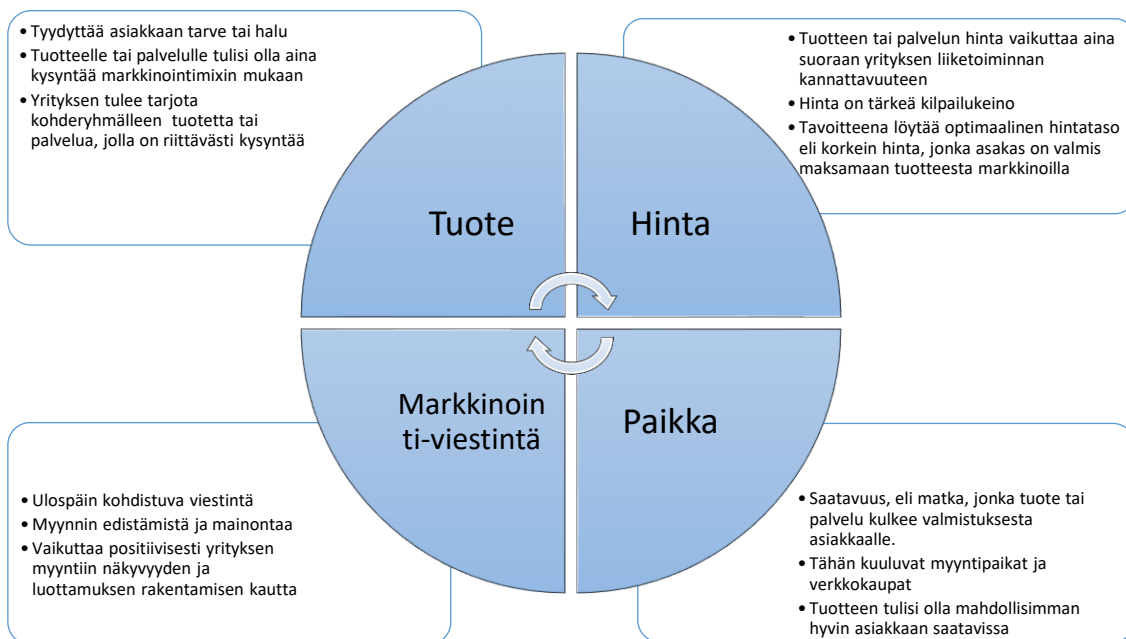 • Tyydyttää asiakkaan tarve tai halu
• Tuotteelle tai palvelulle tulisi olla aina
kysyntää markkinointimixin mukaan
• Yrityksen tulee tarjota
kohderyhmälleen  tuotetta tai
palvelua, jolla on riittävästi kysyntää
• Tuotteen tai palvelun hinta vaikuttaa aina
suoraan yrityksen liiketoiminnan
kannattavuuteen
• Hinta on tärkeä kilpailukeino
• Tavoitteena löytää optimaalinen hintataso
eli korkein hinta, jonka asakas on valmis
maksamaan tuotteesta markkinoilla
Tuote
Hinta
Markkinoin
ti-viestintä
Paikka
• Ulospäin kohdistuva viestintä
• Myynnin edistämistä ja mainontaa
• Vaikuttaa positiivisesti yrityksen
myyntiin näkyvyyden ja
luottamuksen rakentamisen kautta
• Saatavuus, eli matka, jonka tuote tai
palvelu kulkee valmistuksesta
asiakkaalle.
• Tähän kuuluvat myyntipaikat ja
verkkokaupat
• Tuotteen tulisi olla mahdollisimman
hyvin asiakkaan saatavissa